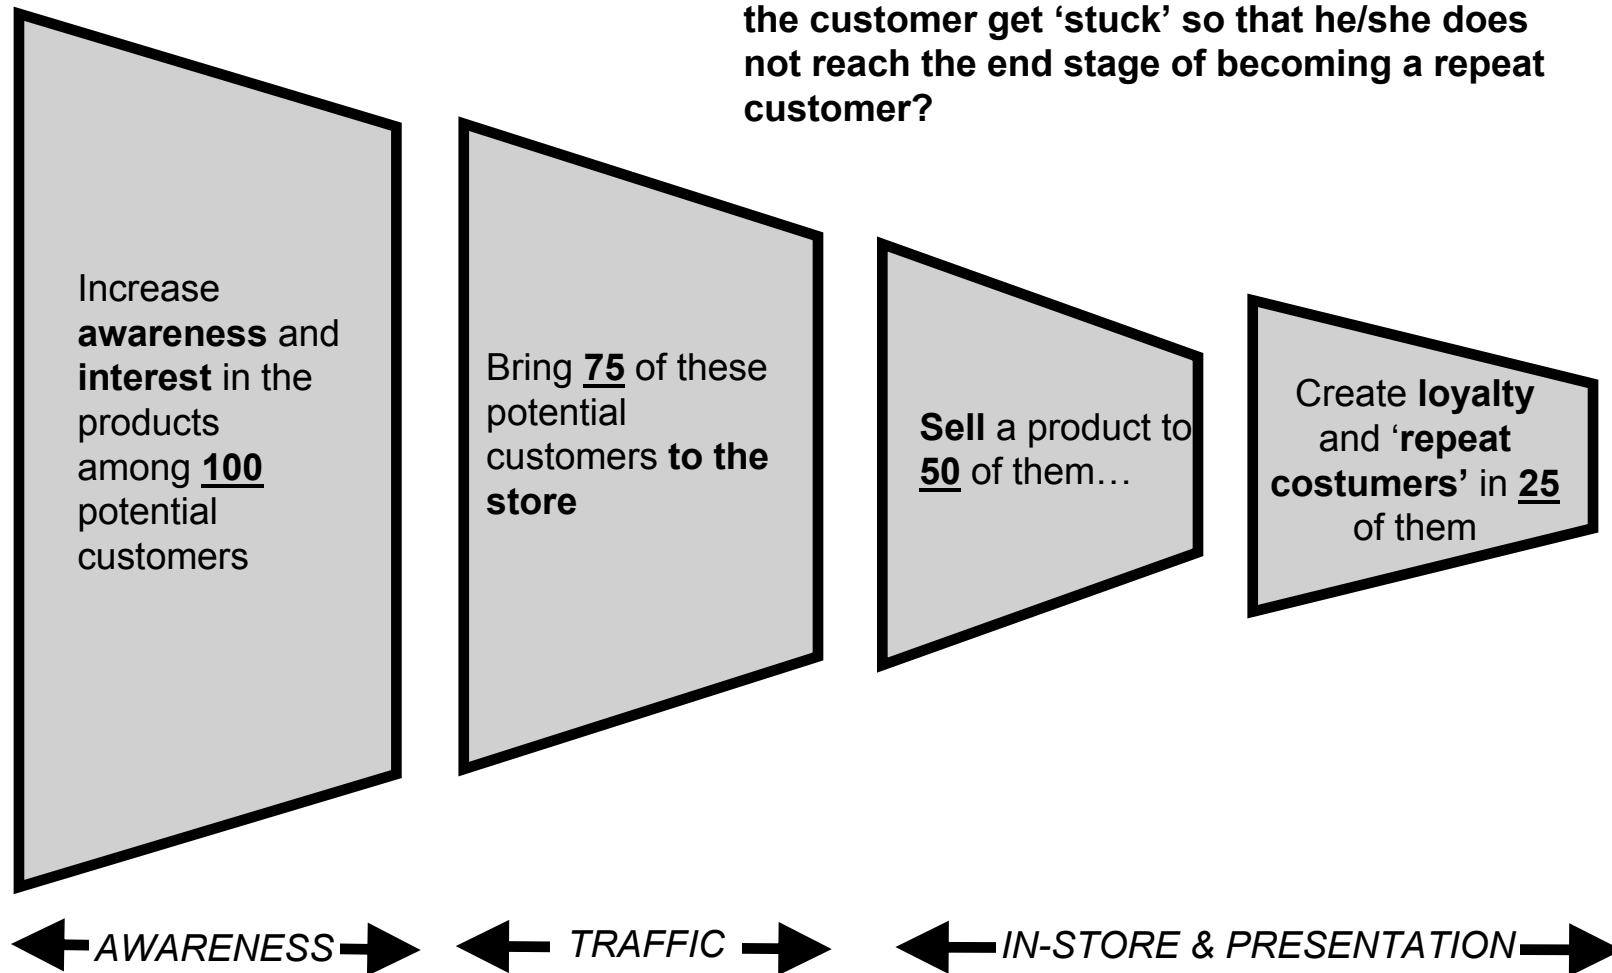 the customer get ‘stuck’ so that he/she does
not reach the end stage of becoming a repeat
customer?
Increase
awareness and
interest in the
products
among 100
potential
customers
Bring 75 of these
potential
customers to the
store
Sell a product to
50 of them…
Create loyalty
and ‘repeat
costumers’ in 25
of them
AWARENESS
TRAFFIC
IN-STORE & PRESENTATION